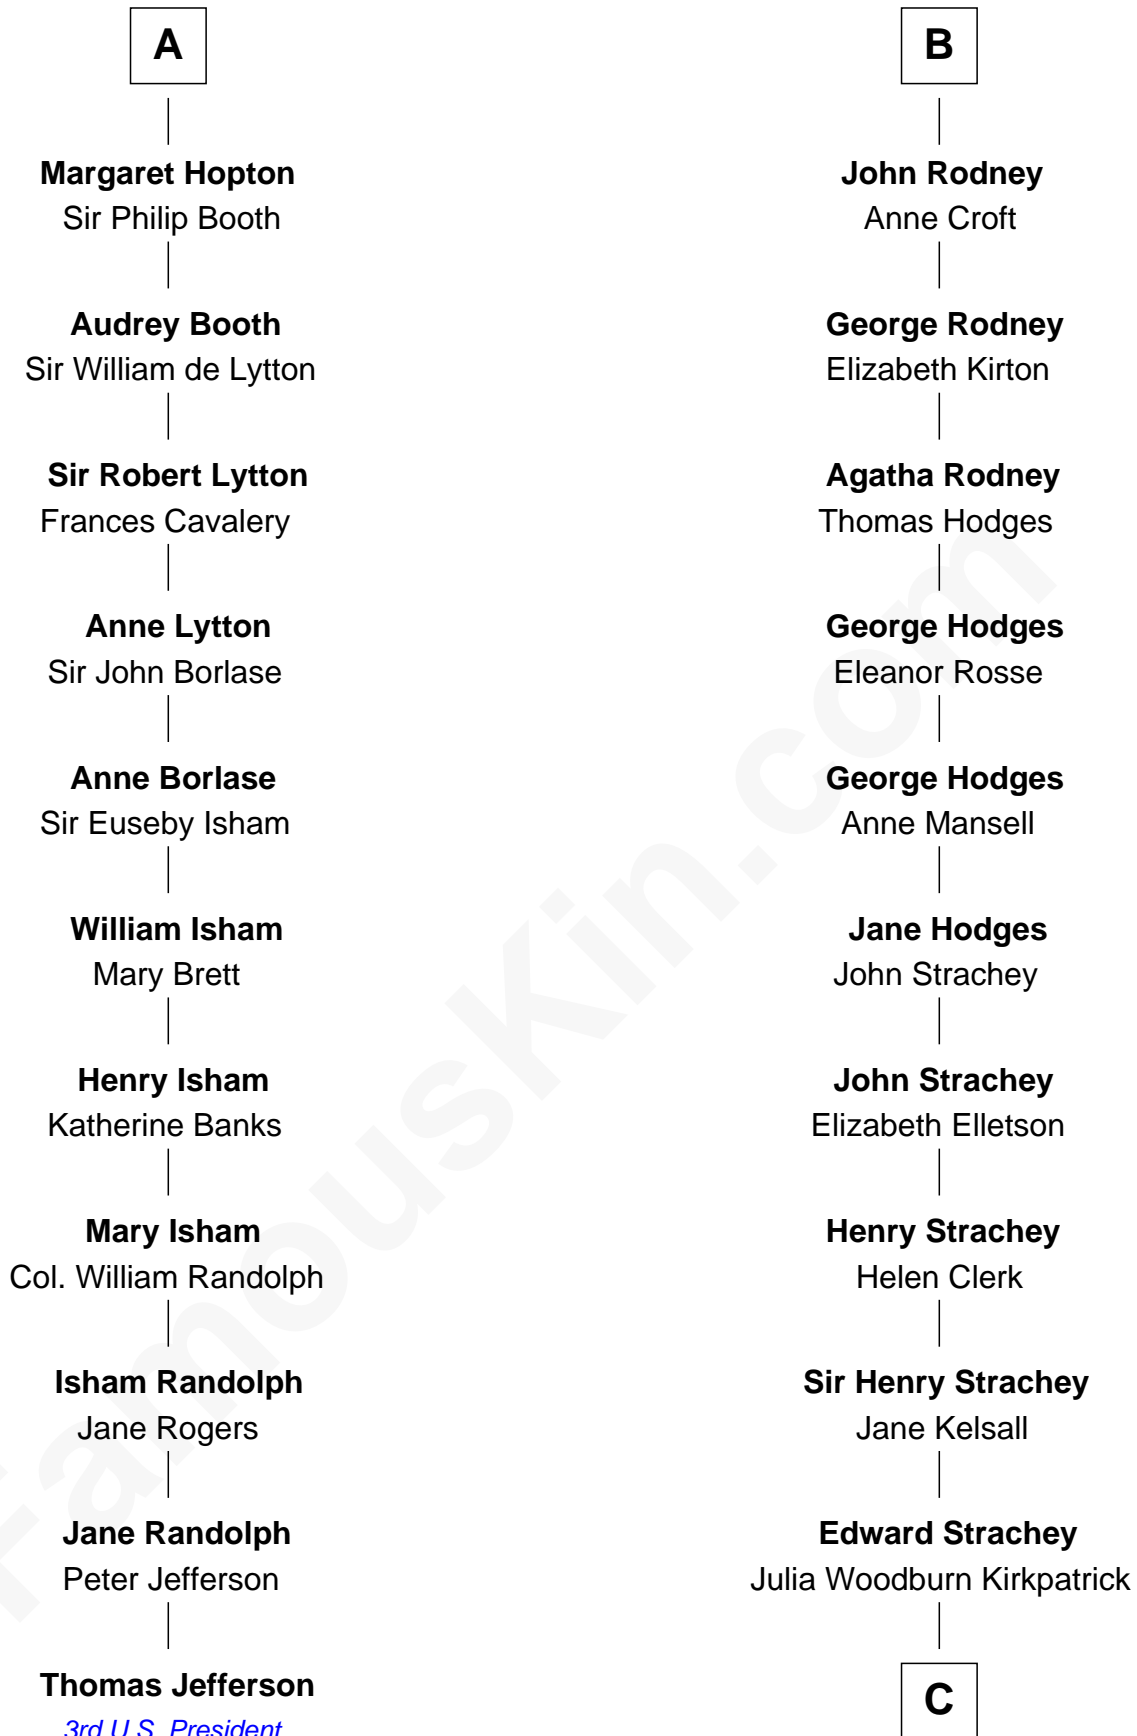 A
Margaret Hopton
Sir Philip Booth
Audrey Booth
Sir William de Lytton
Sir Robert Lytton
Frances Cavalery
Anne Lytton
Sir John Borlase
Anne Borlase
Sir Euseby Isham
William Isham
Mary Brett
Henry Isham
Katherine Banks
Mary Isham
Col. William Randolph
Isham Randolph
Jane Rogers
Jane Randolph
Peter Jefferson
Thomas Jefferson
3rd U.S. President
B
John Rodney
Anne Croft
George Rodney
Elizabeth Kirton
Agatha Rodney
Thomas Hodges
George Hodges
Eleanor Rosse
George Hodges
Anne Mansell
Jane Hodges
John Strachey
John Strachey
Elizabeth Elletson
Henry Strachey
Helen Clerk
Sir Henry Strachey
Jane Kelsall
Edward Strachey
Julia Woodburn Kirkpatrick
C
FamousKin.com